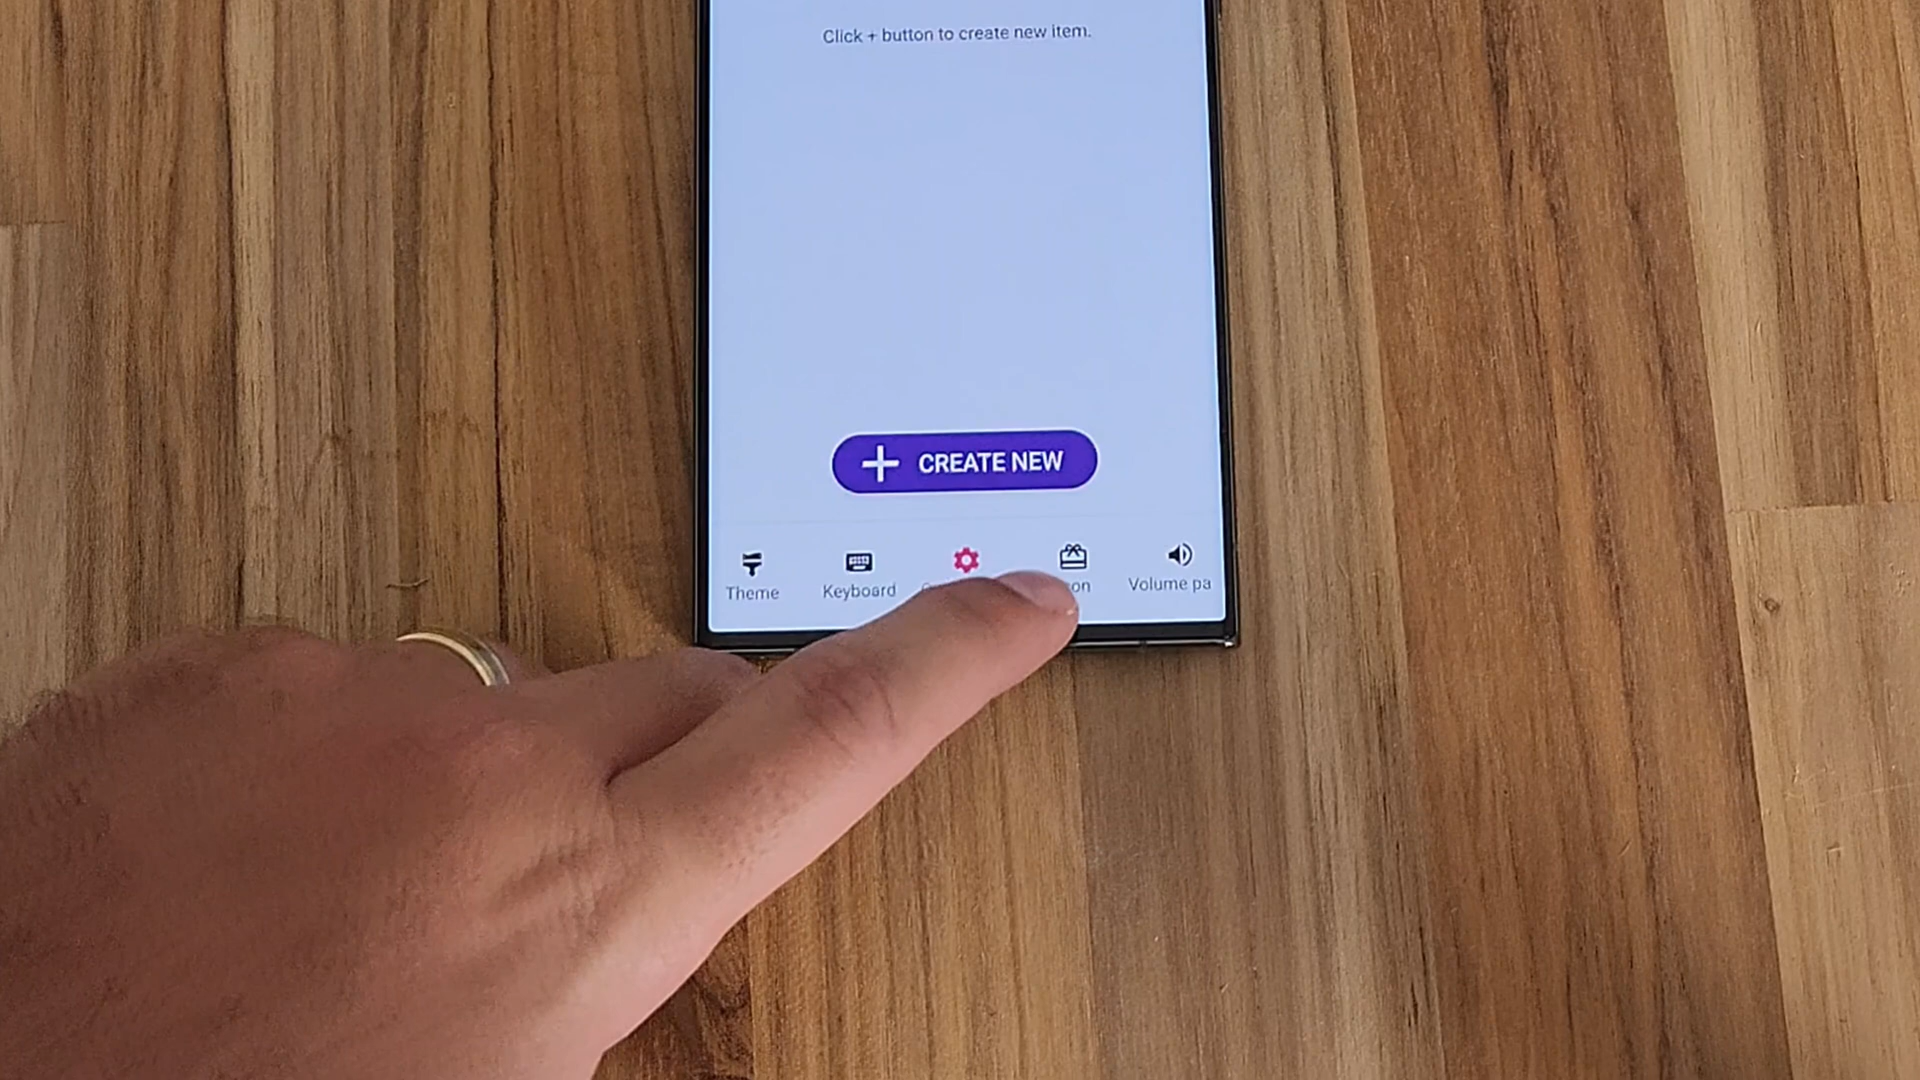 Click + button to create new item.
CREATE NEW
Theme
Keyboard
Volume pa